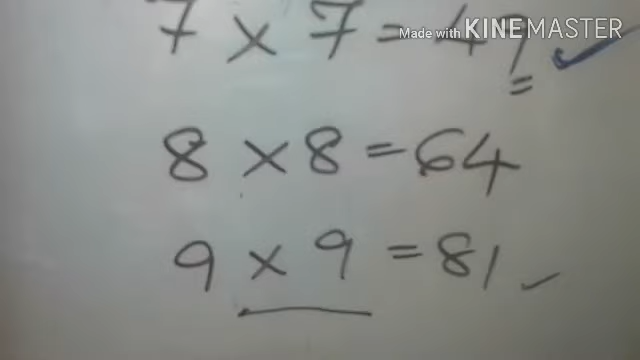 Made with KINEMASTER
7 × 7 = 49 ✓
8 × 8 = 64
9 × 9 = 81 ✓